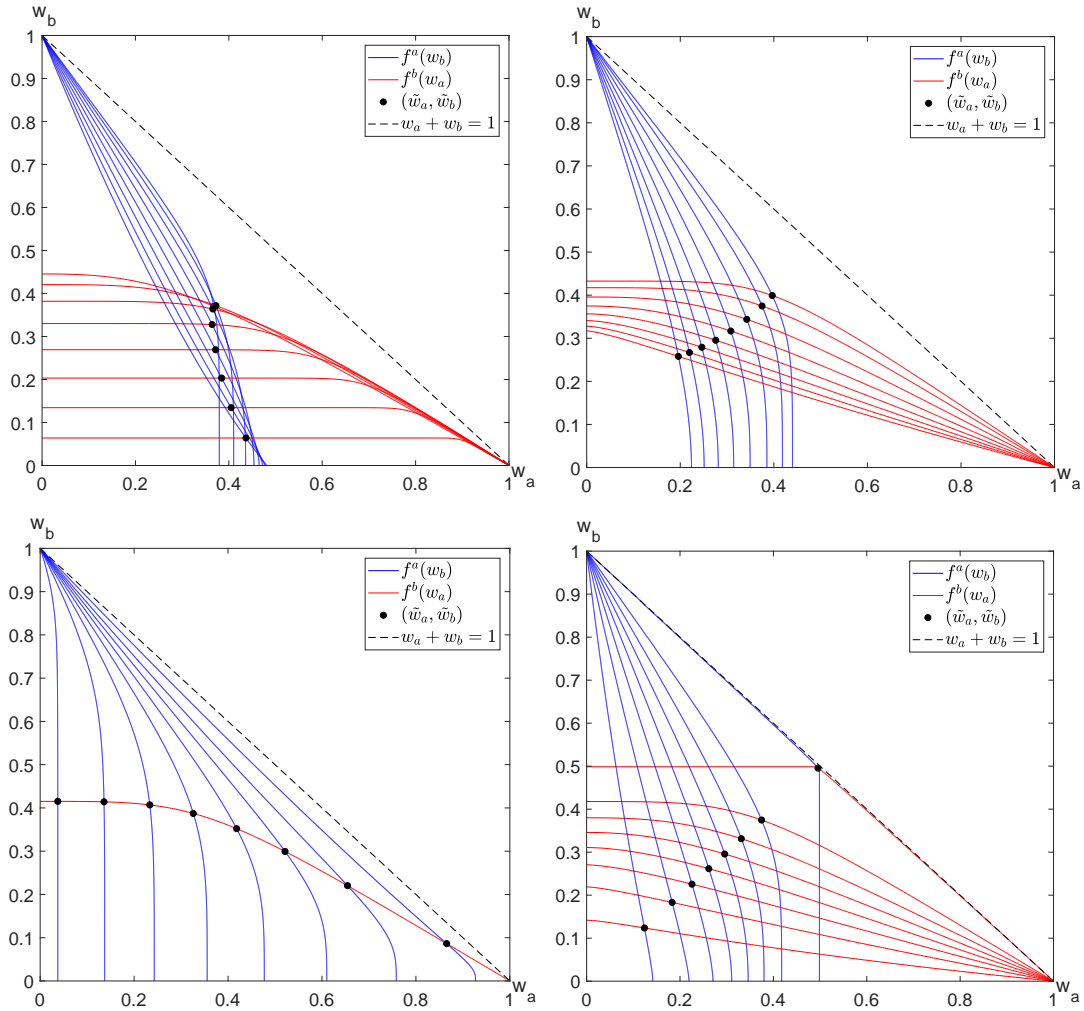 w_b
1
0.9
0.8
0.7
0.6
0.5
0.4
0.3
0.2
0.1
0
0 0.2 0.4 0.6 0.8 1
w_a
f^a(w_b)
f^b(w_a)
(w̃_a, w̃_b)
w_a + w_b = 1
w_b
1
0.9
0.8
0.7
0.6
0.5
0.4
0.3
0.2
0.1
0
0 0.2 0.4 0.6 0.8 1
w_a
f^a(w_b)
f^b(w_a)
(w̃_a, w̃_b)
w_a + w_b = 1
w_b
1
0.9
0.8
0.7
0.6
0.5
0.4
0.3
0.2
0.1
0
0 0.2 0.4 0.6 0.8 1
w_a
f^a(w_b)
f^b(w_a)
(w̃_a, w̃_b)
w_a + w_b = 1
w_b
1
0.9
0.8
0.7
0.6
0.5
0.4
0.3
0.2
0.1
0
0 0.2 0.4 0.6 0.8 1
w_a
f^a(w_b)
f^b(w_a)
(w̃_a, w̃_b)
w_a + w_b = 1